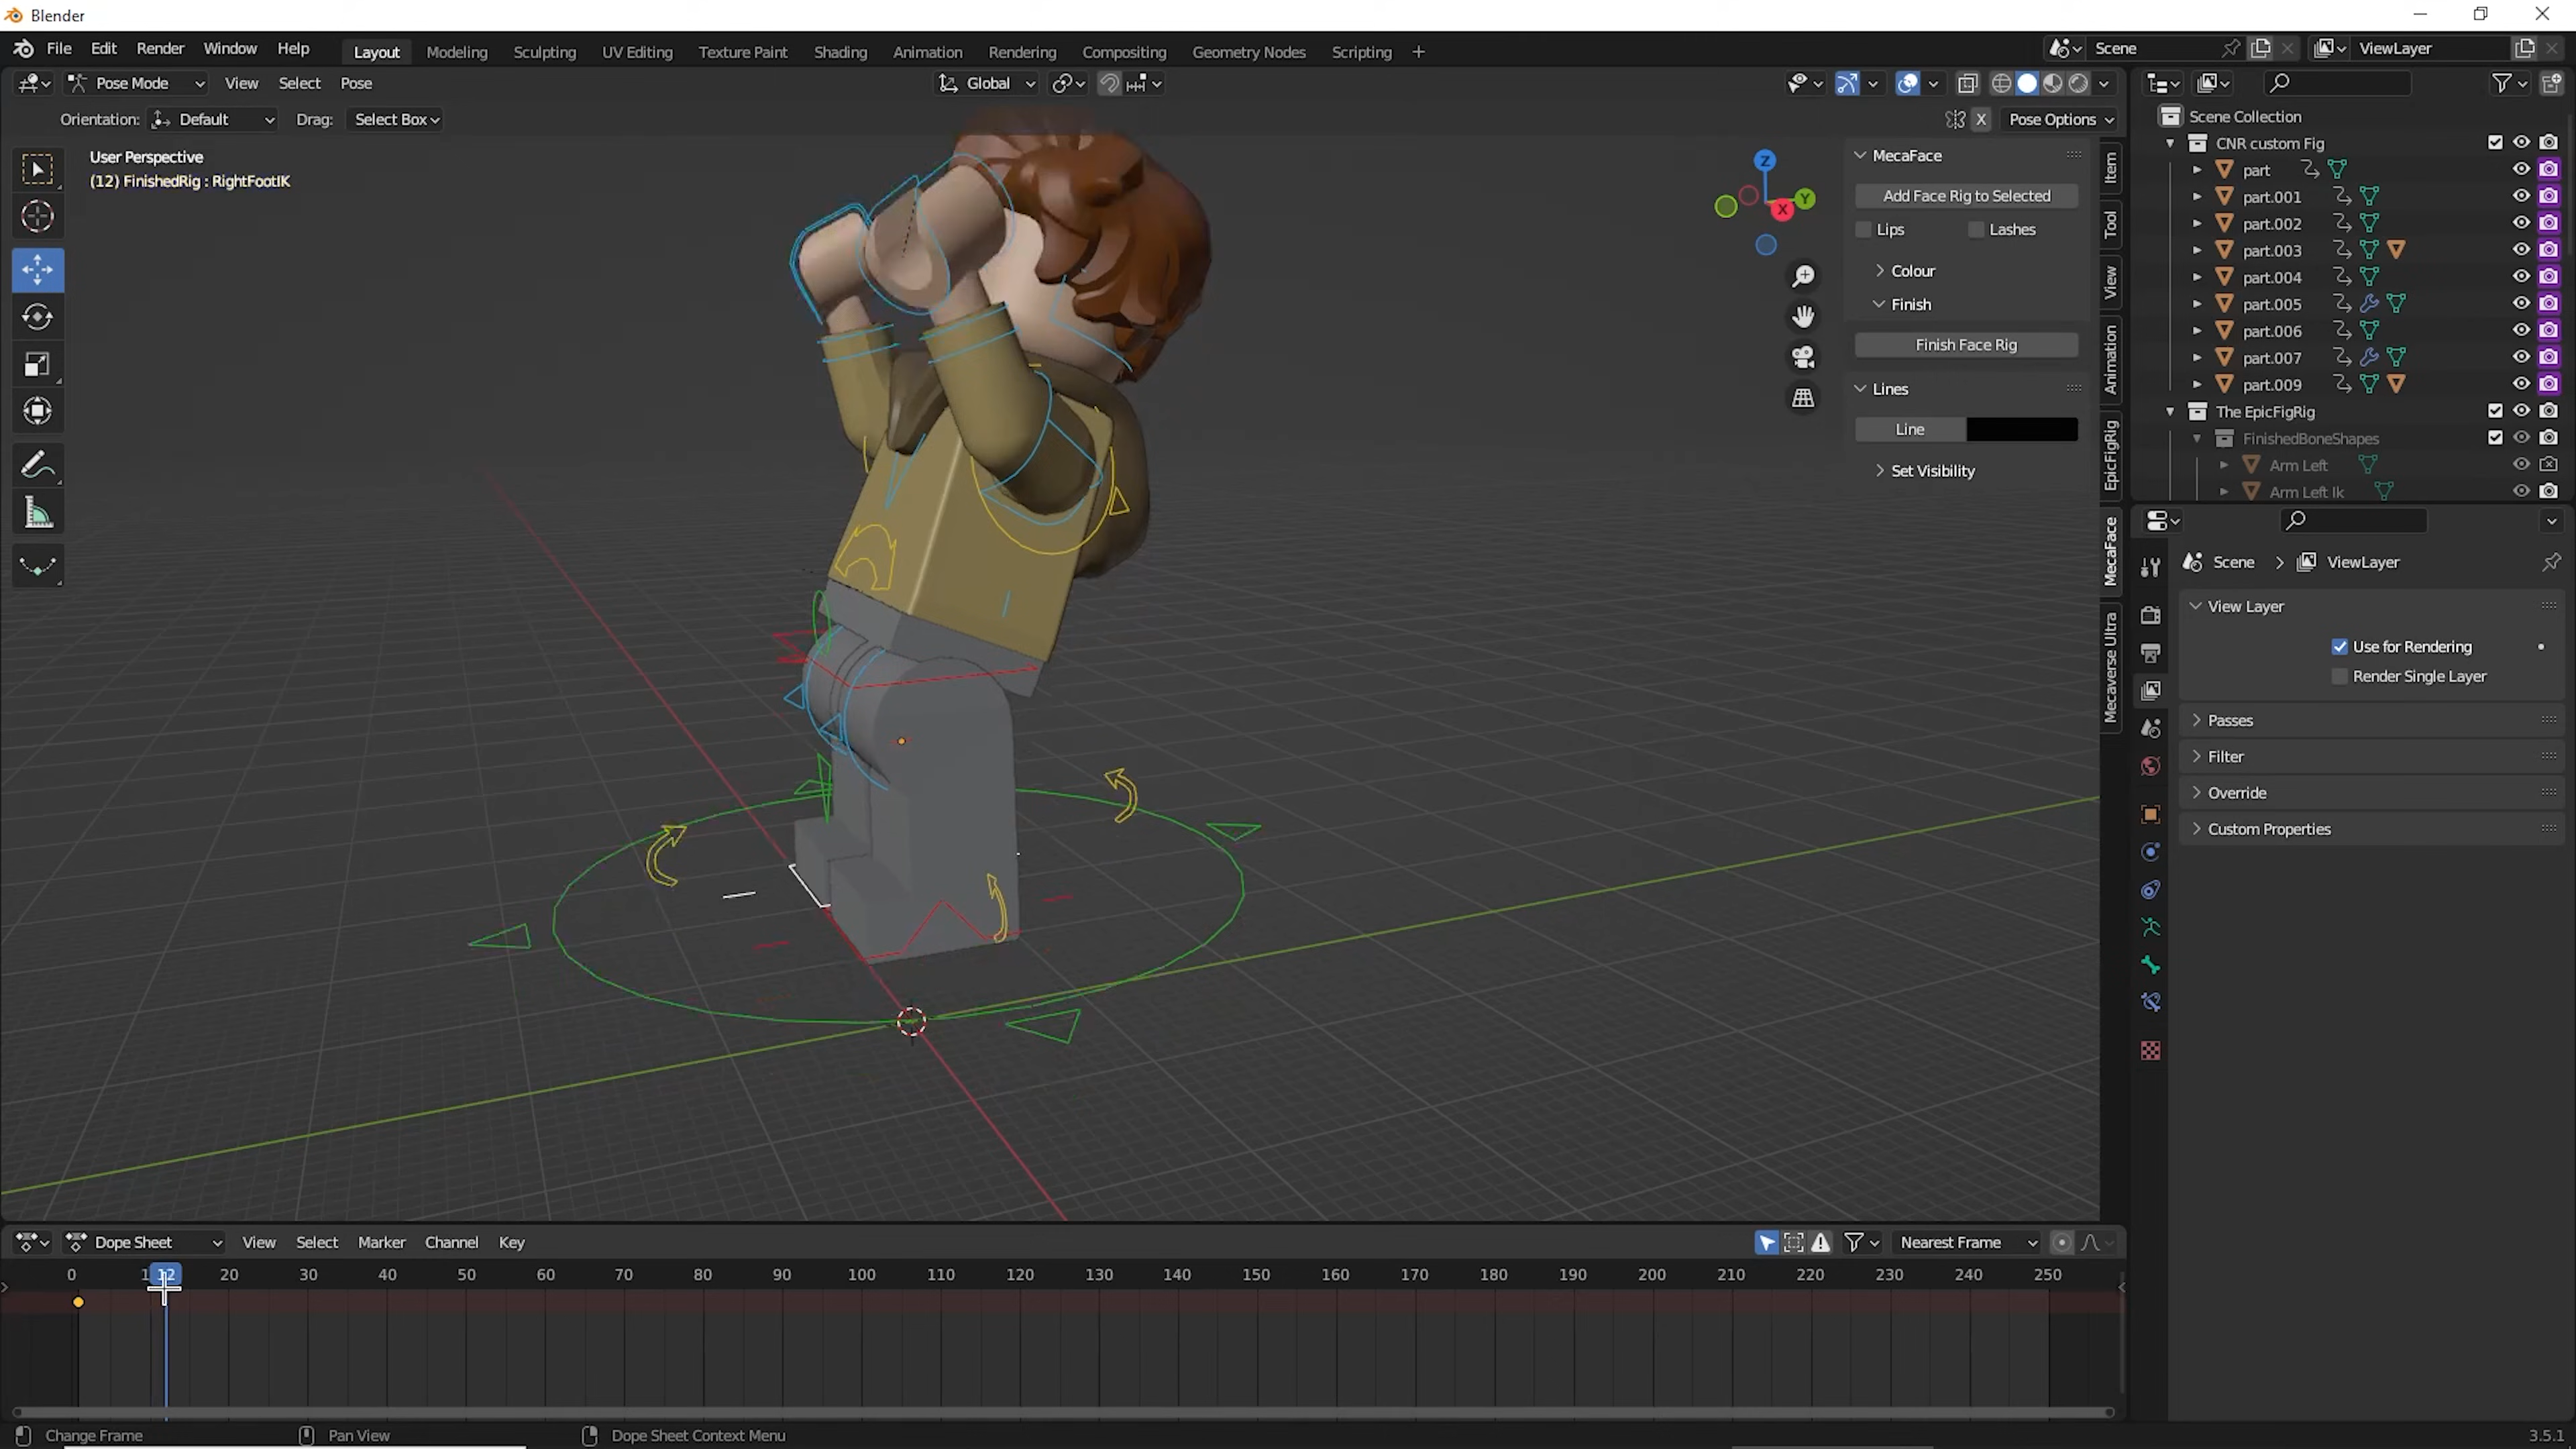 Blender
File Edit Render Window Help Layout Modeling Sculpting UV Editing Texture Paint Shading Animation Rendering Compositing Geometry Nodes Scripting + Scene ViewLayer
Pose Mode View Select Pose Global
Orientation: Default Drag: Select Box X Pose Options
User Perspective
(12) FinishedRig : RightFootIK
Z
Y
X
MecaFace
Add Face Rig to Selected
Lips Lashes
Colour
Finish
Finish Face Rig
Lines
Line
Set Visibility
Item
Tool
View
Animation
EpicFigRig
MecaFace
Mecaverse Ultra
Scene Collection
CNR custom Fig
part
part.001
part.002
part.003
part.004
part.005
part.006
part.007
part.009
The EpicFigRig
FinishedBoneShapes
Arm Left
Arm Left Ik
Scene > ViewLayer
View Layer
Use for Rendering
Render Single Layer
Passes
Filter
Override
Custom Properties
Dope Sheet View Select Marker Channel Key Nearest Frame
0 12 20 30 40 50 60 70 80 90 100 110 120 130 140 150 160 170 180 190 200 210 220 230 240 250
Change Frame Pan View Dope Sheet Context Menu 3.5.1